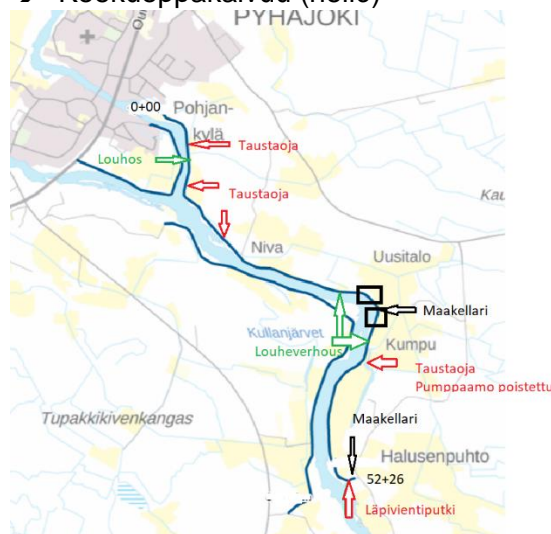 PYHÄJOKI
0+00
Pohjan-
kylä
Taustaoja
Louhos
Taustaoja
Niva
Uusitalo
Maakellari
Kullanjärvet
Louheverhous
Kumpu
Taustaoja
Pumppaamo poistettu
Maakellari
Tupakkikivenkangas
Halusenpuhto
52+26
Läpivientiputki